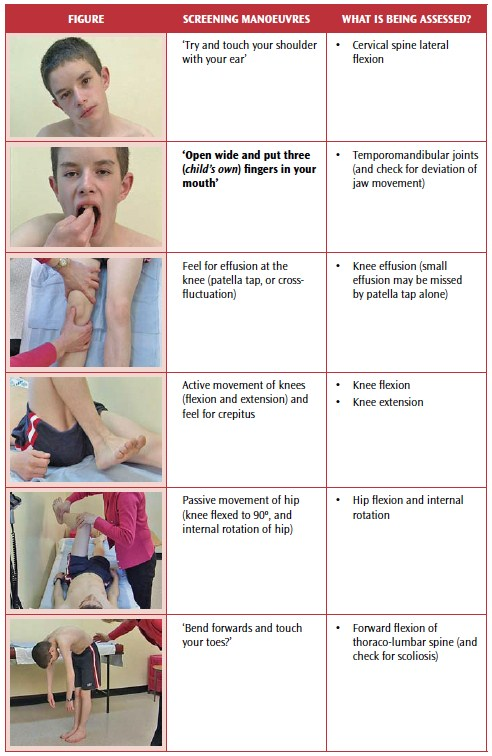 FIGURE SCREENING MANOEUVRES WHAT IS BEING ASSESSED?
‘Try and touch your shoulder
with your ear’
• Cervical spine lateral
flexion
‘Open wide and put three
(child’s own) fingers in your
mouth’
• Temporomandibular joints
(and check for deviation of
jaw movement)
Feel for effusion at the
knee (patella tap, or cross-
fluctuation)
• Knee effusion (small
effusion may be missed
by patella tap alone)
Active movement of knees
(flexion and extension) and
feel for crepitus
• Knee flexion
• Knee extension
Passive movement of hip
(knee flexed to 90º, and
internal rotation of hip)
• Hip flexion and internal
rotation
‘Bend forwards and touch
your toes?’
• Forward flexion of
thoraco-lumbar spine (and
check for scoliosis)